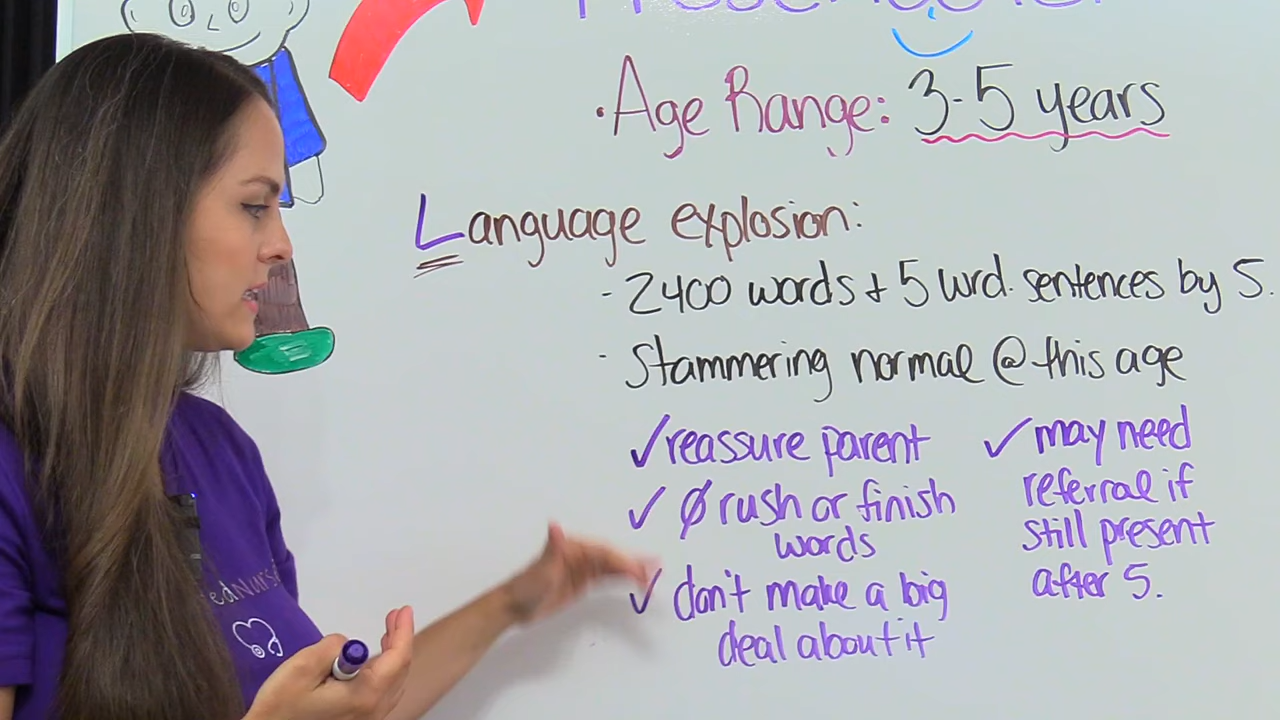 Preschooler
• Age Range: 3-5 years
Language explosion:
- 2400 words + 5 wrd. sentences by 5.
- Stammering normal @ this age
✓ reassure parent
✓ Ø rush or finish
words
✓ don't make a big
deal about it
✓ may need
referral if
still present
after 5.
edNurse